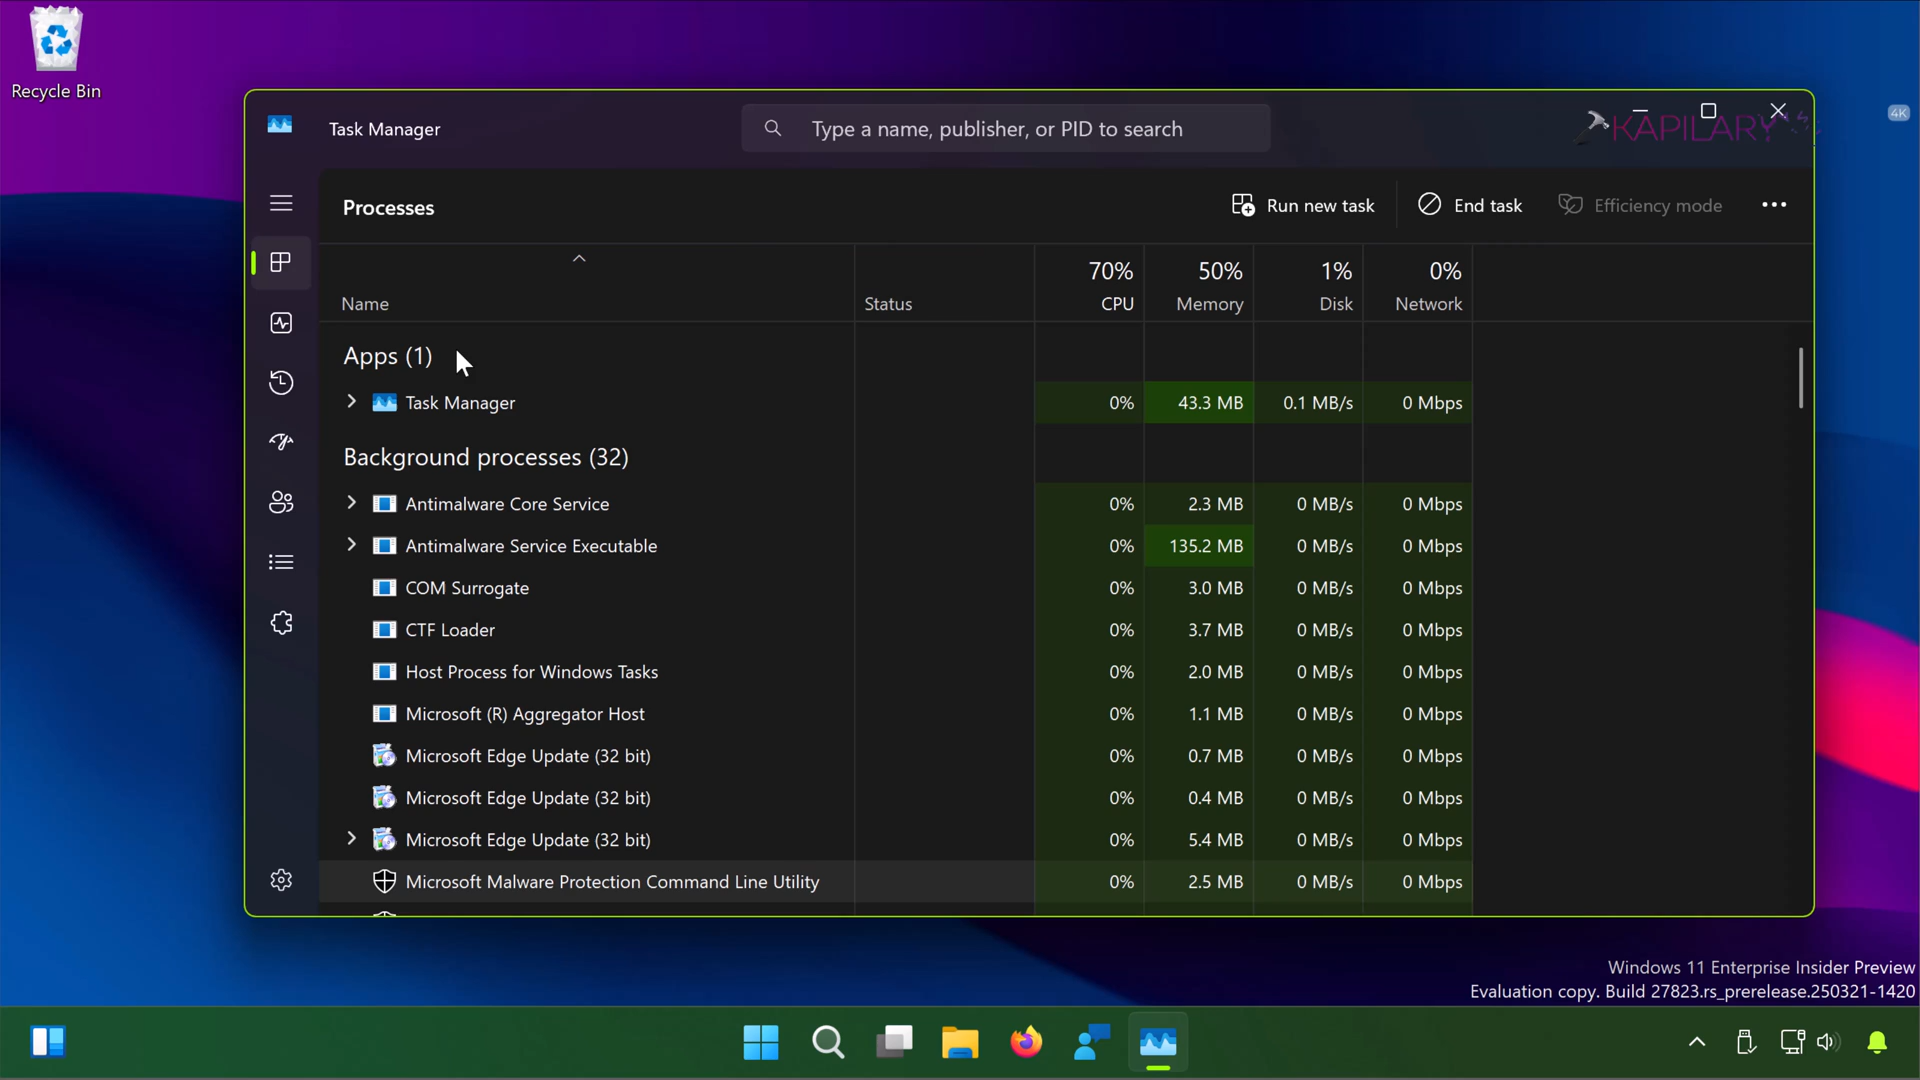 Recycle Bin
4K
Task Manager
Type a name, publisher, or PID to search
KAPILARY
Processes
Run new task
End task
Efficiency mode
Name
Status
70%
CPU
50%
Memory
1%
Disk
0%
Network
Apps (1)
Task Manager 0% 43.3 MB 0.1 MB/s 0 Mbps
Background processes (32)
Antimalware Core Service 0% 2.3 MB 0 MB/s 0 Mbps
Antimalware Service Executable 0% 135.2 MB 0 MB/s 0 Mbps
COM Surrogate 0% 3.0 MB 0 MB/s 0 Mbps
CTF Loader 0% 3.7 MB 0 MB/s 0 Mbps
Host Process for Windows Tasks 0% 2.0 MB 0 MB/s 0 Mbps
Microsoft (R) Aggregator Host 0% 1.1 MB 0 MB/s 0 Mbps
Microsoft Edge Update (32 bit) 0% 0.7 MB 0 MB/s 0 Mbps
Microsoft Edge Update (32 bit) 0% 0.4 MB 0 MB/s 0 Mbps
Microsoft Edge Update (32 bit) 0% 5.4 MB 0 MB/s 0 Mbps
Microsoft Malware Protection Command Line Utility 0% 2.5 MB 0 MB/s 0 Mbps
Windows 11 Enterprise Insider Preview
Evaluation copy. Build 27823.rs_prerelease.250321-1420